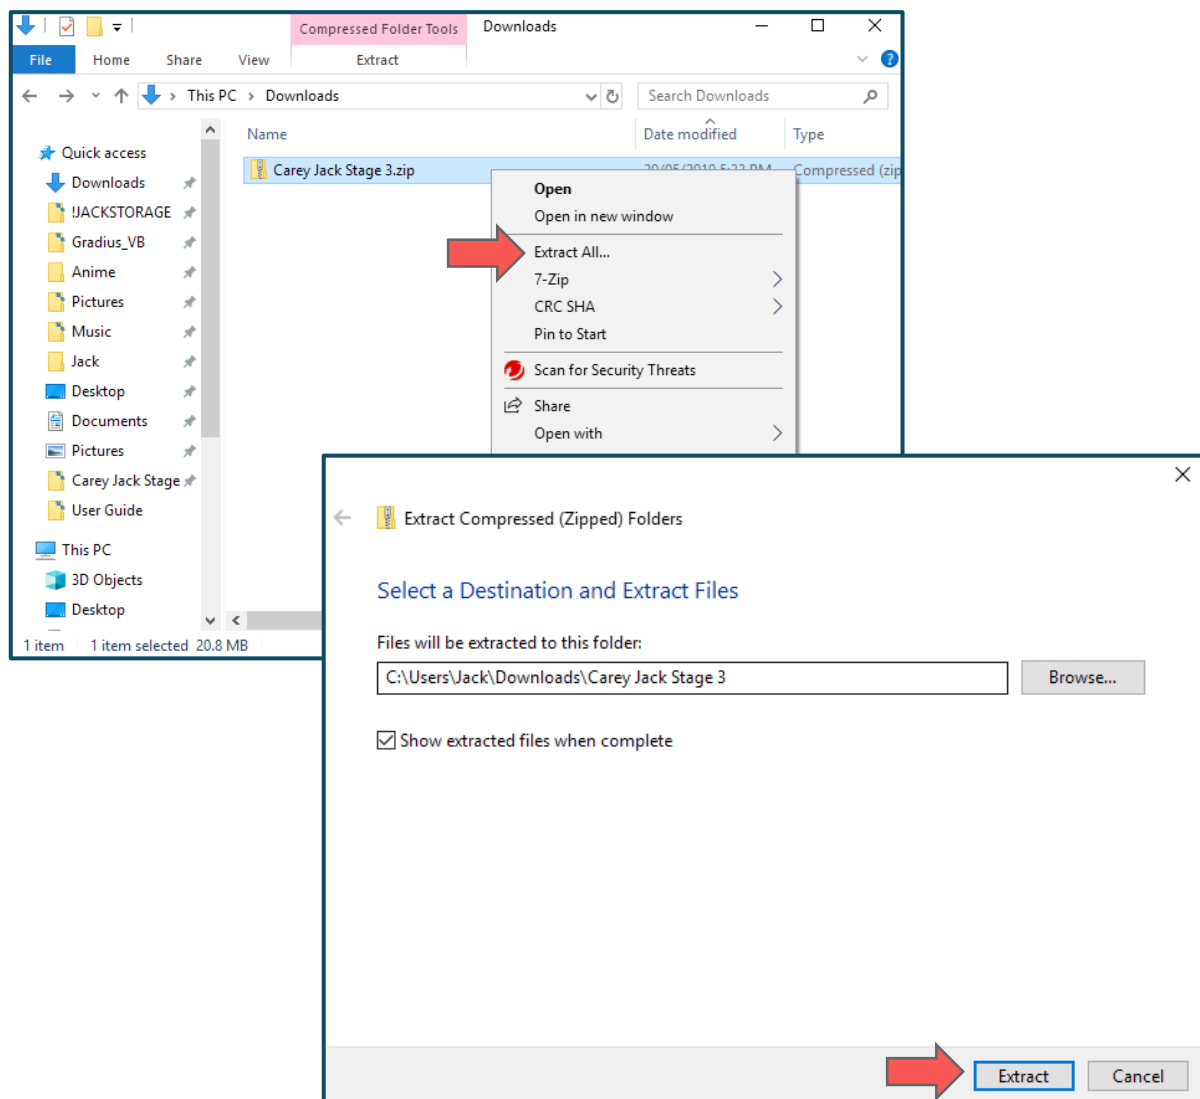 Compressed Folder Tools Downloads
File Home Share View Extract
This PC > Downloads
Search Downloads
Name Date modified Type
Quick access
Downloads
!JACKSTORAGE
Gradius_VB
Anime
Pictures
Music
Jack
Desktop
Documents
Pictures
Carey Jack Stage
User Guide
This PC
3D Objects
Desktop
Carey Jack Stage 3.zip Compressed (zip
Open
Open in new window
Extract All...
7-Zip
CRC SHA
Pin to Start
Scan for Security Threats
Share
Open with
1 item 1 item selected 20.8 MB
Extract Compressed (Zipped) Folders
Select a Destination and Extract Files
Files will be extracted to this folder:
C:\Users\Jack\Downloads\Carey Jack Stage 3
Browse...
Show extracted files when complete
Extract Cancel